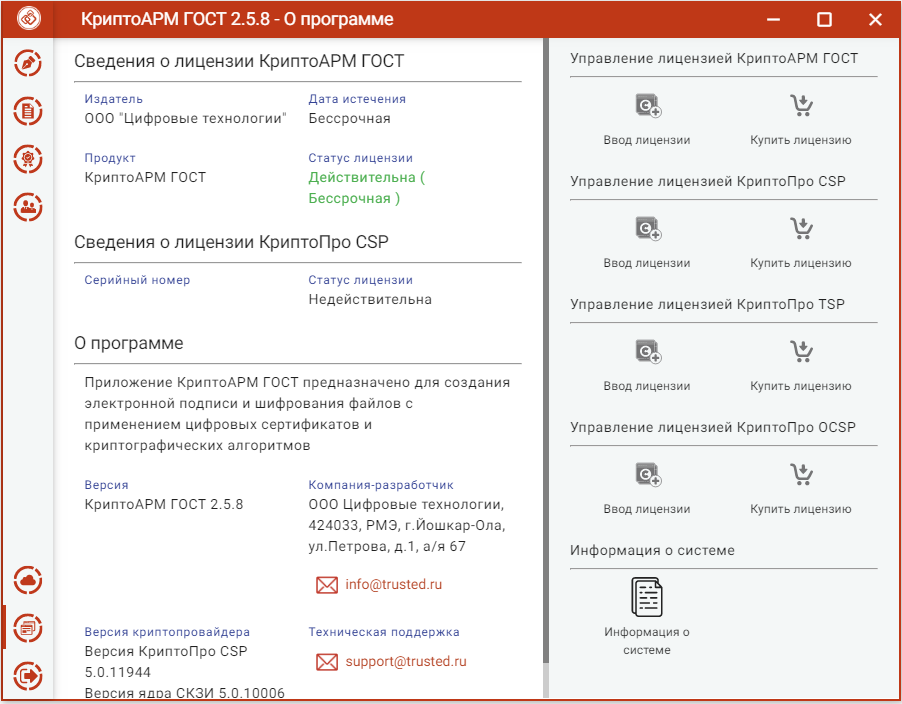 КриптоАРМ ГОСТ 2.5.8 - О программе
Сведения о лицензии КриптоАРМ ГОСТ
Издатель
ООО "Цифровые технологии"
Дата истечения
Бессрочная
Продукт
КриптоАРМ ГОСТ
Статус лицензии
Действительна (
Бессрочная )
Сведения о лицензии КриптоПро CSP
Серийный номер
Статус лицензии
Недействительна
О программе
Приложение КриптоАРМ ГОСТ предназначено для создания
электронной подписи и шифрования файлов с
применением цифровых сертификатов и
криптографических алгоритмов
Версия
КриптоАРМ ГОСТ 2.5.8
Компания-разработчик
ООО Цифровые технологии,
424033, РМЭ, г.Йошкар-Ола,
ул.Петрова, д.1, а/я 67
info@trusted.ru
Версия криптопровайдера
Версия КриптоПро CSP
5.0.11944
Версия ядра СКЗИ 5.0.10006
Техническая поддержка
support@trusted.ru
Управление лицензией КриптоАРМ ГОСТ
Ввод лицензии
Купить лицензию
Управление лицензией КриптоПро CSP
Ввод лицензии
Купить лицензию
Управление лицензией КриптоПро TSP
Ввод лицензии
Купить лицензию
Управление лицензией КриптоПро OCSP
Ввод лицензии
Купить лицензию
Информация о системе
Информация о
системе